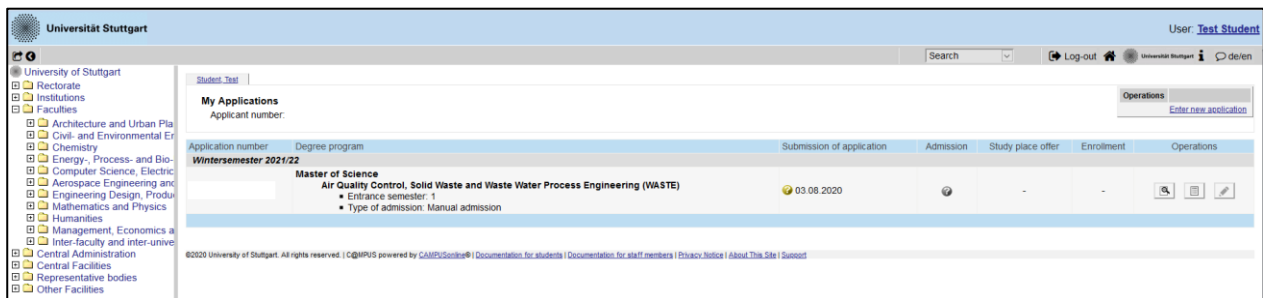 Universität Stuttgart
User: Test Student
Search
Log-out
Universität Stuttgart
de/en
University of Stuttgart
Rectorate
Institutions
Faculties
Architecture and Urban Pla
Civil- and Environmental Er
Chemistry
Energy-, Process- and Bio-
Computer Science, Electric
Aerospace Engineering and
Engineering Design, Produ
Mathematics and Physics
Humanities
Management, Economics a
Inter-faculty and inter-unive
Central Administration
Central Facilities
Representative bodies
Other Facilities
Student, Test
My Applications
Applicant number:
Operations
Enter new application
Application number Degree program Submission of application Admission Study place offer Enrollment Operations
Wintersemester 2021/22
Master of Science
Air Quality Control, Solid Waste and Waste Water Process Engineering (WASTE)
▪ Entrance semester: 1
▪ Type of admission: Manual admission
03.08.2020 - -
©2020 University of Stuttgart. All rights reserved. | C@MPUS powered by CAMPUSonline® | Documentation for students | Documentation for staff members | Privacy Notice | About This Site | Support